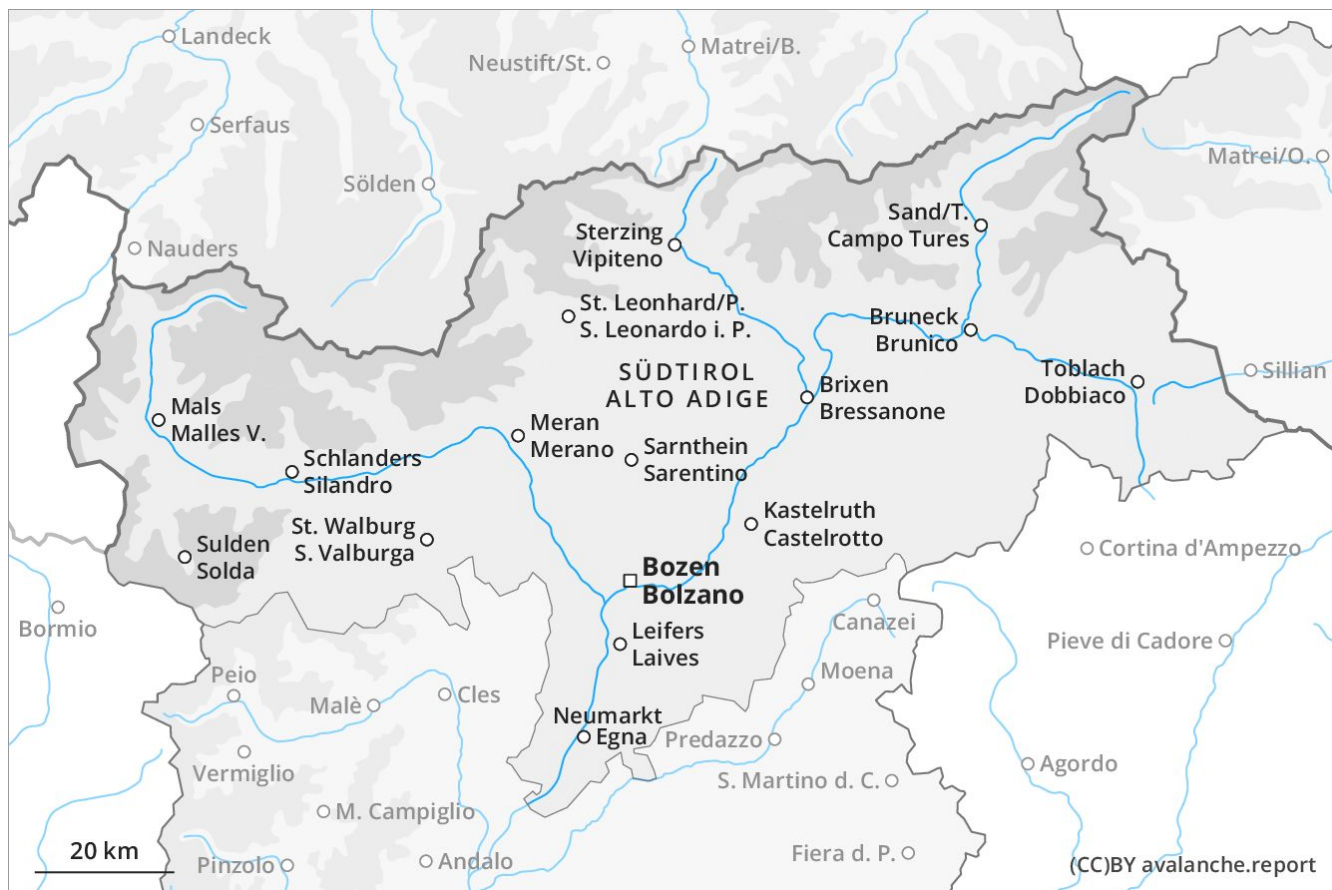 Landeck
Matrei/B.
Neustift/St.
Serfaus
Matrei/O.
Sölden
Sand/T.
Campo Tures
Sterzing
Vipiteno
Nauders
St. Leonhard/P.
S. Leonardo i. P.
Bruneck
Brunico
SÜDTIROL
ALTO ADIGE
Toblach
Dobbiaco
Sillian
Brixen
Bressanone
Mals
Malles V.
Meran
Merano
Sarnthein
Sarentino
Schlanders
Silandro
Kastelruth
Castelrotto
St. Walburg
S. Valburga
Sulden
Solda
Cortina d'Ampezzo
Bozen
Bolzano
Bormio
Canazei
Leifers
Laives
Pieve di Cadore
Peio
Moena
Malè
Cles
Neumarkt
Egna
Predazzo
Vermiglio
Agordo
S. Martino d. C.
M. Campiglio
20 km
Pinzolo
Andalo
Fiera d. P.
(CC)BY avalanche.report